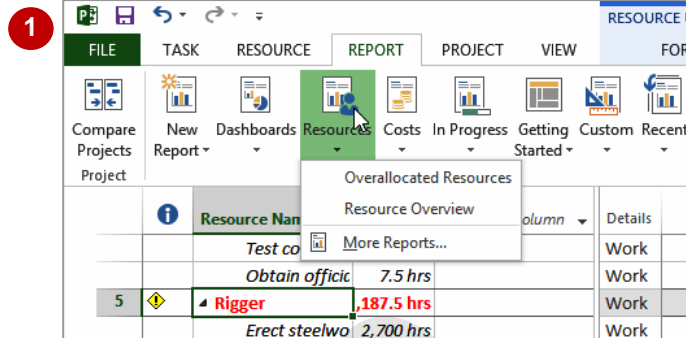 1
P
RESOURCE
FILE TASK RESOURCE REPORT PROJECT VIEW FOR
Compare Projects
New Report
Dashboards
Resources
Costs
In Progress
Getting Started
Custom
Recent
Project
Overallocated Resources
Resource Overview
More Reports...
Resource Nam
olumn
Details
Test co
Work
Obtain offici 7.5 hrs Work
5 Rigger ,187.5 hrs Work
Erect steelwo 2,700 hrs Work